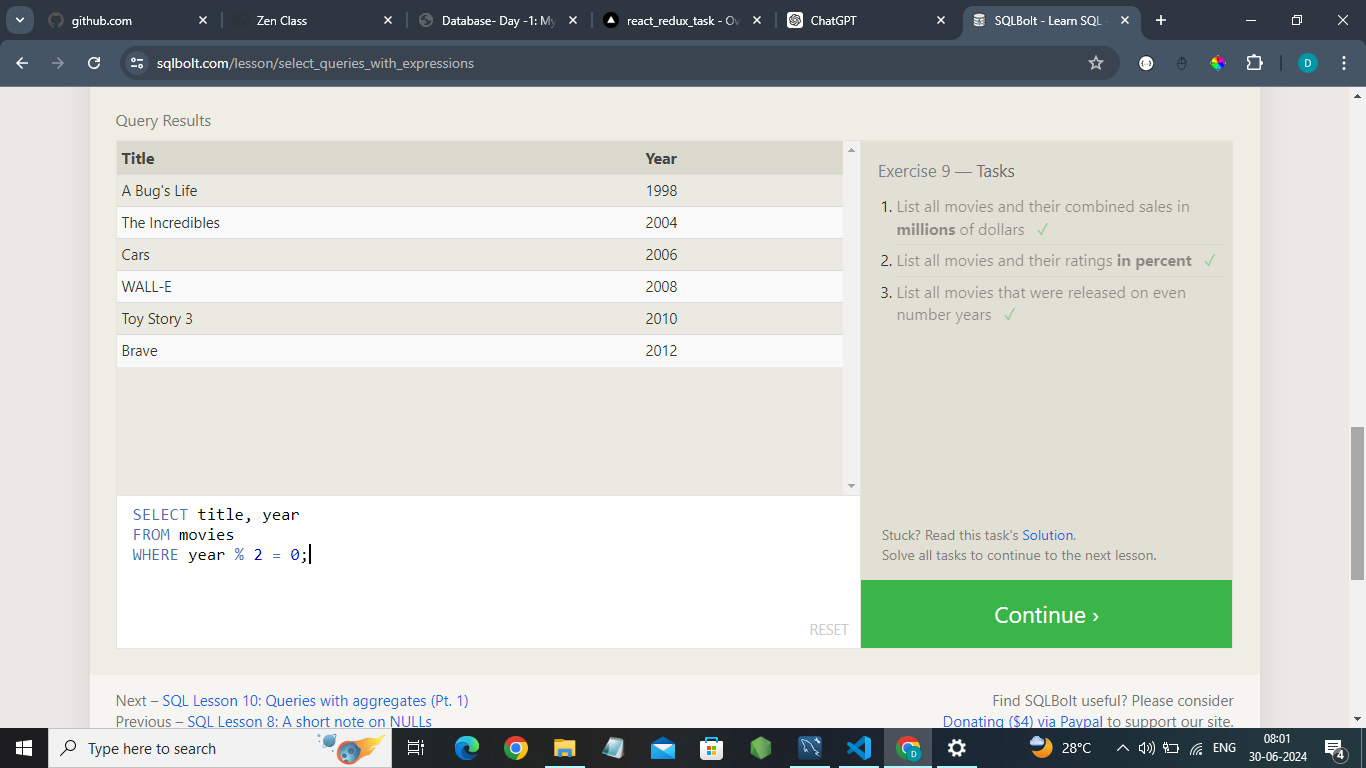 github.com
Zen Class
Database- Day -1: My
react_redux_task - Ov
ChatGPT
SQLBolt - Learn SQL -
sqlbolt.com/lesson/select_queries_with_expressions
D
Query Results
Title Year
A Bug's Life 1998
The Incredibles 2004
Cars 2006
WALL-E 2008
Toy Story 3 2010
Brave 2012
SELECT title, year
FROM movies
WHERE year % 2 = 0;
RESET
Exercise 9 — Tasks
1. List all movies and their combined sales in
millions of dollars ✓
2. List all movies and their ratings in percent ✓
3. List all movies that were released on even
number years ✓
Stuck? Read this task's Solution.
Solve all tasks to continue to the next lesson.
Continue ›
Next – SQL Lesson 10: Queries with aggregates (Pt. 1)
Previous – SQL Lesson 8: A short note on NULLs
Find SQLBolt useful? Please consider
Donating ($4) via Paypal to support our site.
Type here to search
D
28°C
ENG
08:01
30-06-2024
4